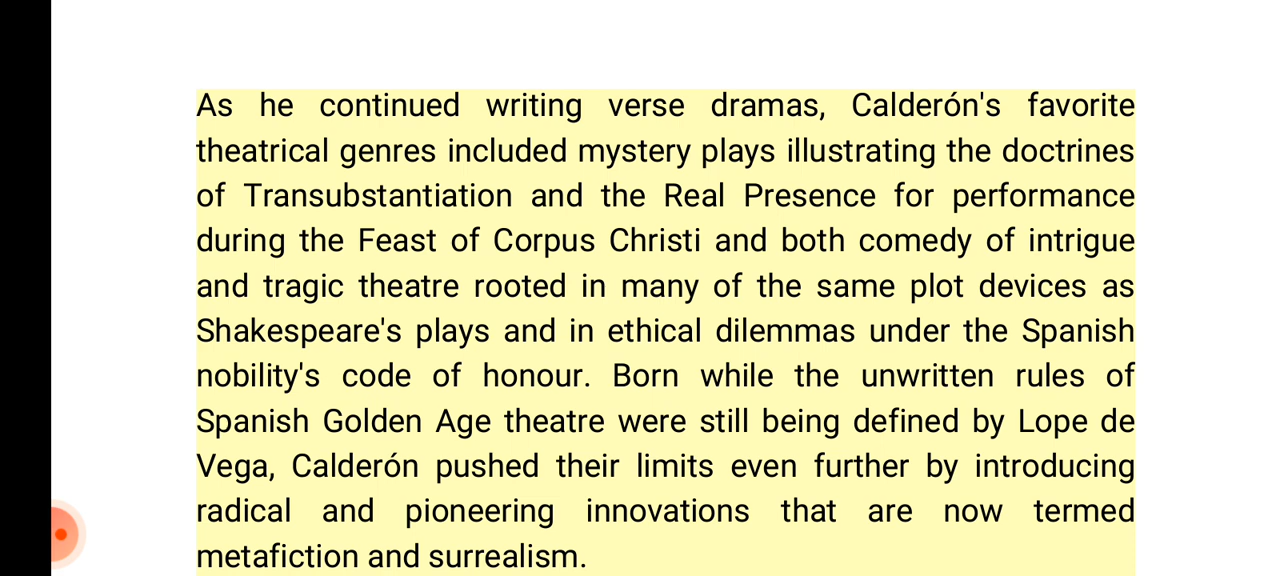 As he continued writing verse dramas, Calderón's favorite
theatrical genres included mystery plays illustrating the doctrines
of Transubstantiation and the Real Presence for performance
during the Feast of Corpus Christi and both comedy of intrigue
and tragic theatre rooted in many of the same plot devices as
Shakespeare's plays and in ethical dilemmas under the Spanish
nobility's code of honour. Born while the unwritten rules of
Spanish Golden Age theatre were still being defined by Lope de
Vega, Calderón pushed their limits even further by introducing
radical and pioneering innovations that are now termed
metafiction and surrealism.